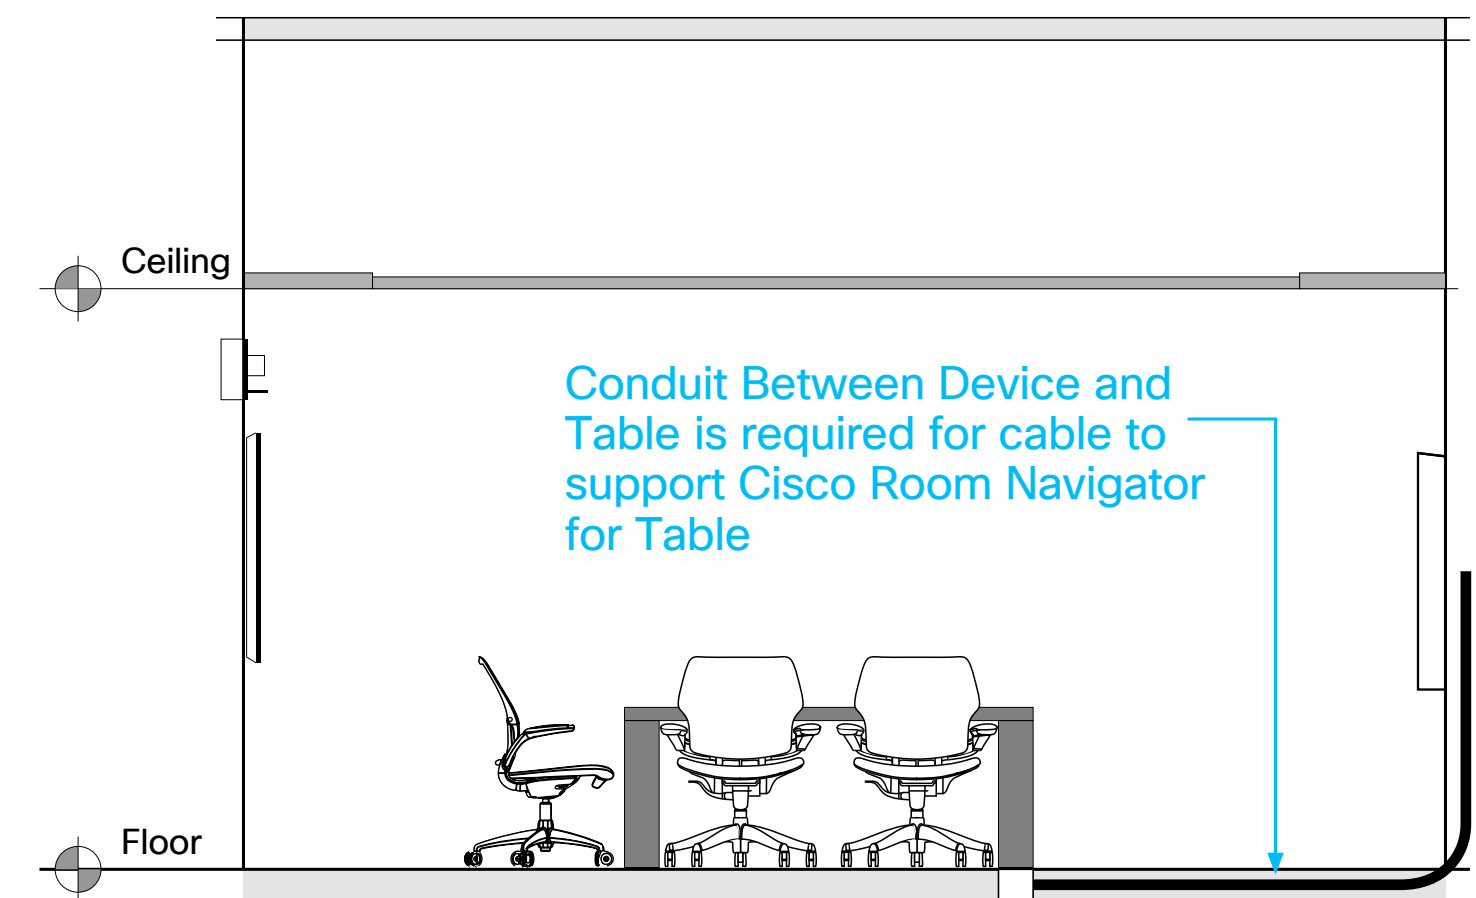 Ceiling
Conduit Between Device and
Table is required for cable to
support Cisco Room Navigator
for Table
Floor